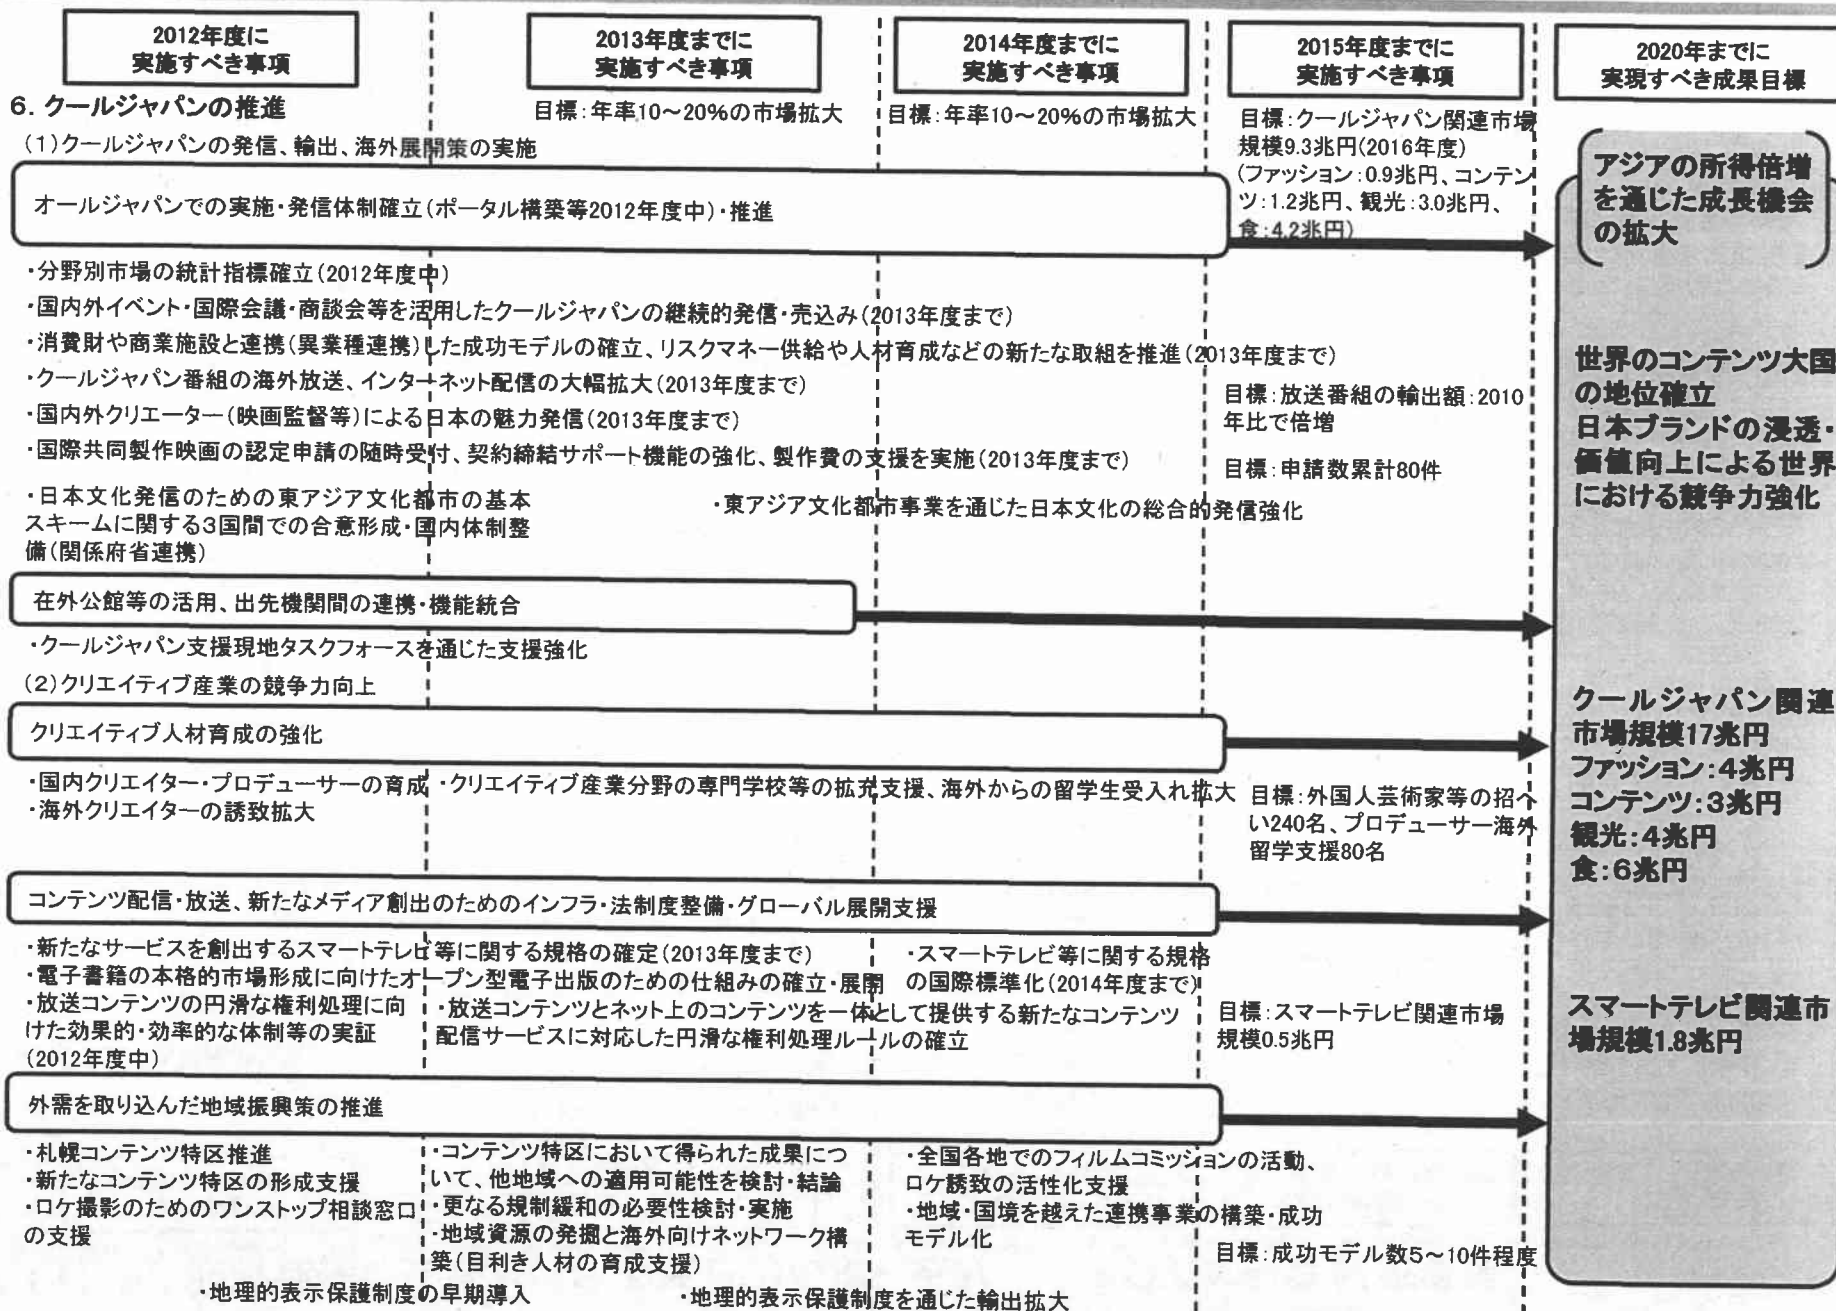 2012年度に
実施すべき事項
2013年度までに
実施すべき事項
2014年度までに
実施すべき事項
2015年度までに
実施すべき事項
2020年までに
実現すべき成果目標
6. クールジャパンの推進
目標:年率10～20%の市場拡大
目標:年率10～20%の市場拡大
目標:クールジャパン関連市場
規模9.3兆円(2016年度)
(ファッション:0.9兆円、コンテン
ツ:1.2兆円、観光:3.0兆円、
食:4.2兆円)
(1)クールジャパンの発信、輸出、海外展開策の実施
オールジャパンでの実施・発信体制確立(ポータル構築等2012年度中)・推進
・分野別市場の統計指標確立(2012年度中)
・国内外イベント・国際会議・商談会等を活用したクールジャパンの継続的発信・売込み(2013年度まで)
・消費財や商業施設と連携(異業種連携)した成功モデルの確立、リスクマネー供給や人材育成などの新たな取組を推進(2013年度まで)
・クールジャパン番組の海外放送、インターネット配信の大幅拡大(2013年度まで)
・国内外クリエーター(映画監督等)による日本の魅力発信(2013年度まで)
目標:放送番組の輸出額:2010
年比で倍増
・国際共同製作映画の認定申請の随時受付、契約締結サポート機能の強化、製作費の支援を実施(2013年度まで)
目標:申請数累計80件
・日本文化発信のための東アジア文化都市の基本
スキームに関する3国間での合意形成・国内体制整
備(関係府省連携)
・東アジア文化都市事業を通じた日本文化の総合的発信強化
在外公館等の活用、出先機関間の連携・機能統合
・クールジャパン支援現地タスクフォースを通じた支援強化
(2)クリエイティブ産業の競争力向上
クリエイティブ人材育成の強化
・国内クリエイター・プロデューサーの育成
・海外クリエイターの誘致拡大
・クリエイティブ産業分野の専門学校等の拡充支援、海外からの留学生受入れ拡大
目標:外国人芸術家等の招へ
い240名、プロデューサー海外
留学支援80名
コンテンツ配信・放送、新たなメディア創出のためのインフラ・法制度整備・グローバル展開支援
・新たなサービスを創出するスマートテレビ等に関する規格の確定(2013年度まで)
・電子書籍の本格的市場形成に向けたオープン型電子出版のための仕組みの確立・展開
・スマートテレビ等に関する規格
の国際標準化(2014年度まで)
・放送コンテンツの円滑な権利処理に向
けた効果的・効率的な体制等の実証
(2012年度中)
・放送コンテンツとネット上のコンテンツを一体として提供する新たなコンテンツ
配信サービスに対応した円滑な権利処理ルールの確立
目標:スマートテレビ関連市場
規模0.5兆円
外需を取り込んだ地域振興策の推進
・札幌コンテンツ特区推進
・新たなコンテンツ特区の形成支援
・ロケ撮影のためのワンストップ相談窓口
の支援
・コンテンツ特区において得られた成果につ
いて、他地域への適用可能性を検討・結論
・更なる規制緩和の必要性検討・実施
・地域資源の発掘と海外向けネットワーク構
築(目利き人材の育成支援)
・全国各地でのフィルムコミッションの活動、
ロケ誘致の活性化支援
・地域・国境を越えた連携事業の構築・成功
モデル化
目標:成功モデル数5～10件程度
・地理的表示保護制度の早期導入
・地理的表示保護制度を通じた輸出拡大
アジアの所得倍増
を通じた成長機会
の拡大
世界のコンテンツ大国
の地位確立
日本ブランドの浸透・
価値向上による世界
における競争力強化
クールジャパン関連
市場規模17兆円
ファッション:4兆円
コンテンツ:3兆円
観光:4兆円
食:6兆円
スマートテレビ関連市
場規模1.8兆円